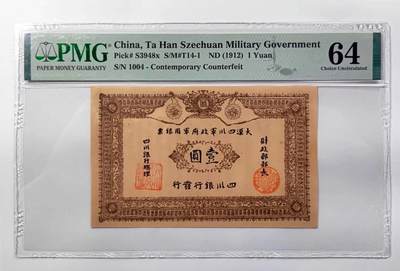 PMG
PAPER MONEY GUARANTY
China, Ta Han Szechuan Military Government
Pick# S3948x S/M#T14-1 ND (1912) 1 Yuan
S/N 1004 - Contemporary Counterfeit
64
Choice Uncirculated
大漢四川軍政府軍用銀票
財政部部長
壹圓
四川銀行總理
四川銀行發行